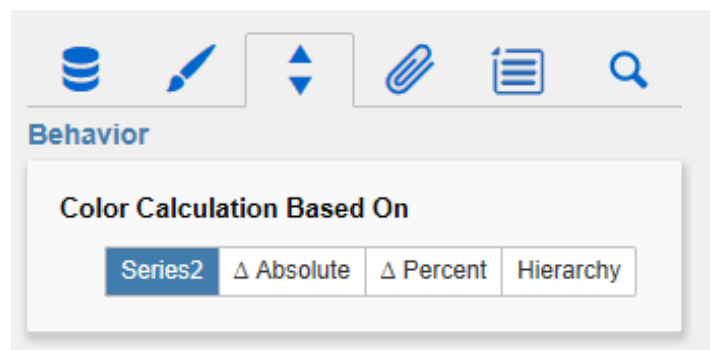 Behavior
Color Calculation Based On
Series2 Δ Absolute Δ Percent Hierarchy